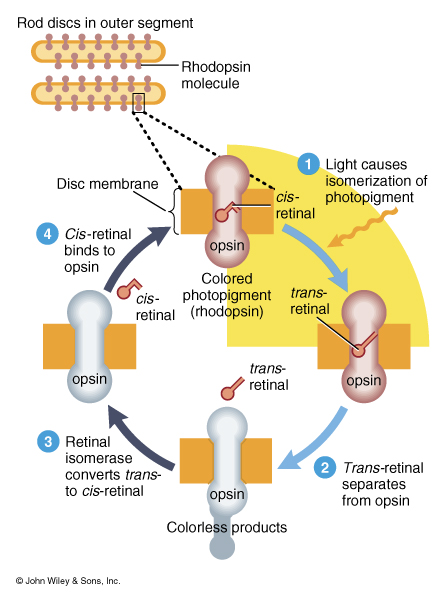 Rod discs in outer segment
Rhodopsin
molecule
Disc membrane
1 Light causes
isomerization of
photopigment
cis-
retinal
opsin
Colored
photopigment
(rhodopsin)
4 Cis-retinal
binds to
opsin
cis-
retinal
trans-
retinal
opsin
opsin
trans-
retinal
3 Retinal
isomerase
converts trans-
to cis-retinal
2 Trans-retinal
separates
from opsin
opsin
Colorless products
© John Wiley & Sons, Inc.